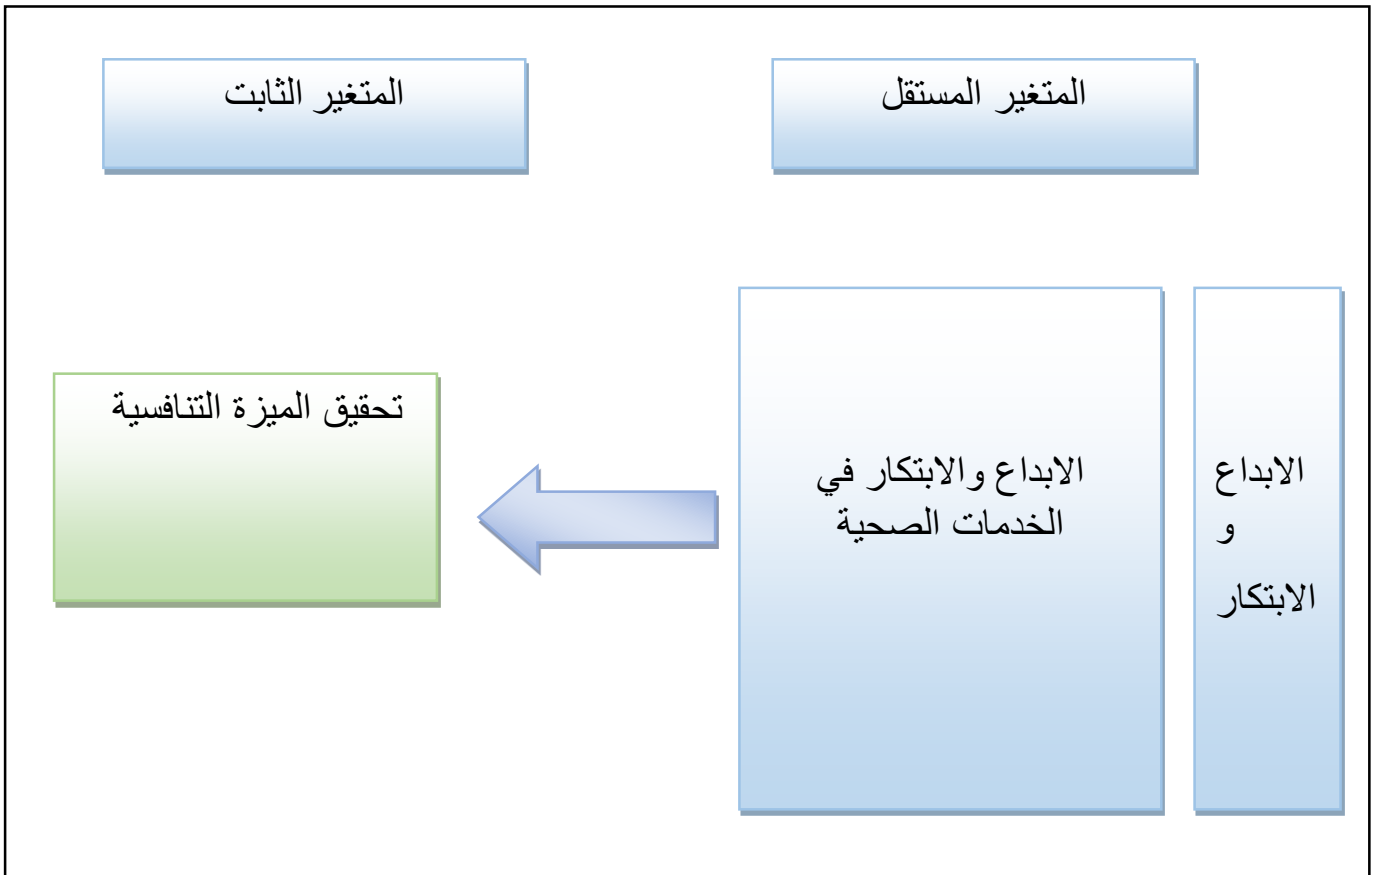 المتغير المستقل
المتغير الثابت
الابداع
و
الابتكار
الابداع والابتكار في
الخدمات الصحية
تحقيق الميزة التنافسية